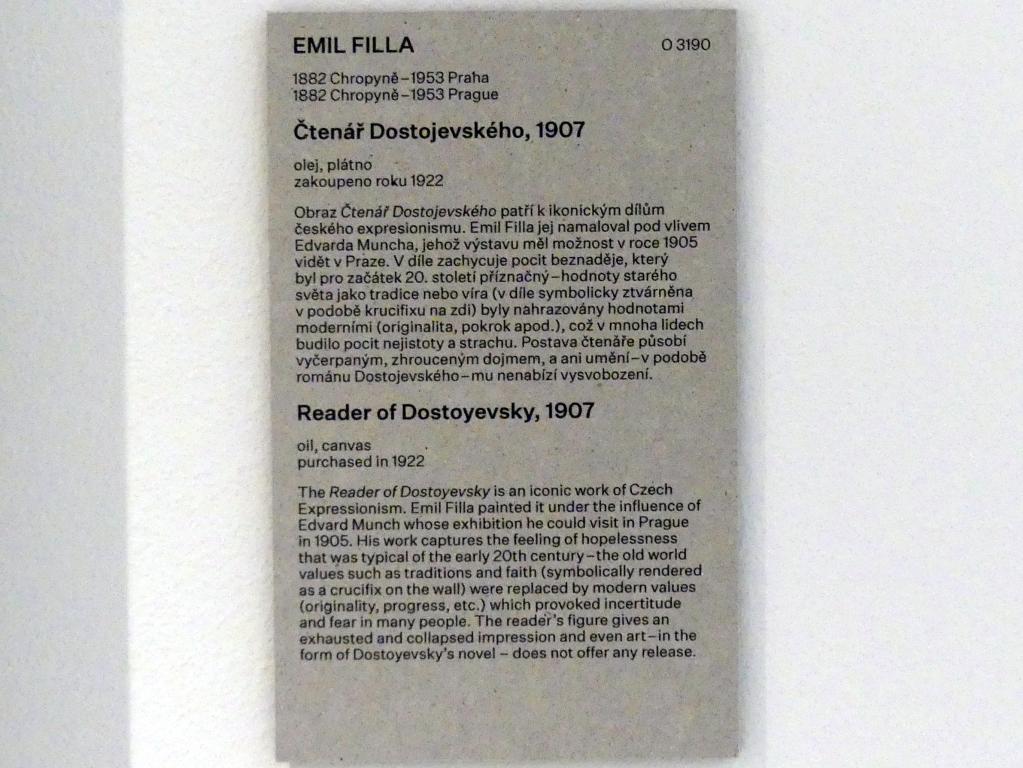 EMIL FILLA
O 3190
1882 Chropyně – 1953 Praha
1882 Chropyně – 1953 Prague
Čtenář Dostojevského, 1907
olej, plátno
zakoupeno roku 1922
Obraz Čtenář Dostojevského patří k ikonickým dílům
českého expresionismu. Emil Filla jej namaloval pod vlivem
Edvarda Muncha, jehož výstavu měl možnost v roce 1905
vidět v Praze. V díle zachycuje pocit beznaděje, který
byl pro začátek 20. století příznačný – hodnoty starého
světa jako tradice nebo víra (v díle symbolicky ztvárněna
v podobě krucifixu na zdi) byly nahrazovány hodnotami
moderními (originalita, pokrok apod.), což v mnoha lidech
budilo pocit nejistoty a strachu. Postava čtenáře působí
vyčerpaným, zhrouceným dojmem, a ani umění – v podobě
románu Dostojevského – mu nenabízí vysvobození.
Reader of Dostoyevsky, 1907
oil, canvas
purchased in 1922
The Reader of Dostoyevsky is an iconic work of Czech
Expressionism. Emil Filla painted it under the influence of
Edvard Munch whose exhibition he could visit in Prague
in 1905. His work captures the feeling of hopelessness
that was typical of the early 20th century – the old world
values such as traditions and faith (symbolically rendered
as a crucifix on the wall) were replaced by modern values
(originality, progress, etc.) which provoked incertitude
and fear in many people. The reader's figure gives an
exhausted and collapsed impression and even art – in the
form of Dostoyevsky's novel – does not offer any release.